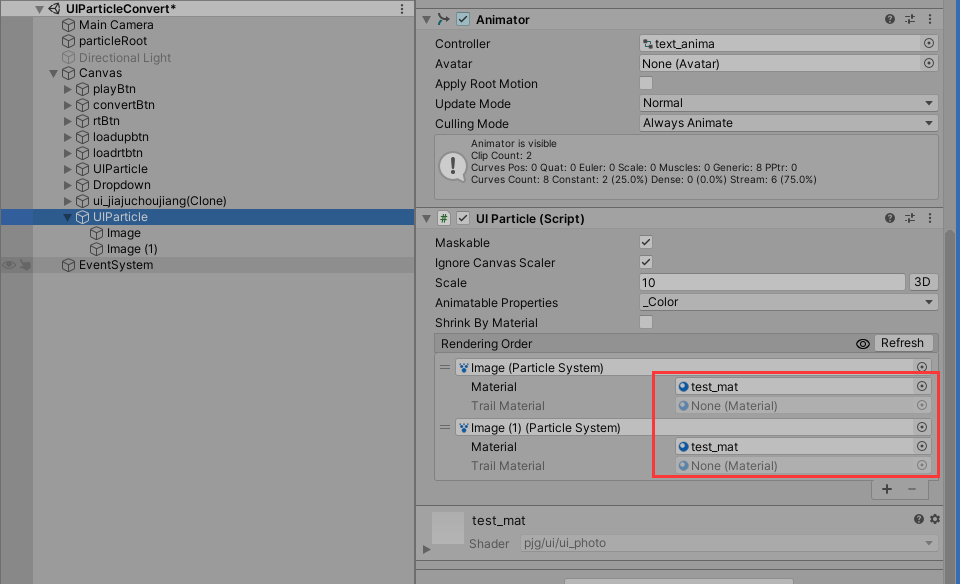 UIParticleConvert*
Main Camera
particleRoot
Directional Light
Canvas
playBtn
convertBtn
rtBtn
loadupbtn
loadrtbtn
UIParticle
Dropdown
ui_jiajuchoujiang(Clone)
UIParticle
Image
Image (1)
EventSystem
Animator
Controller text_anima
Avatar None (Avatar)
Apply Root Motion
Update Mode Normal
Culling Mode Always Animate
Animator is visible
Clip Count: 2
Curves Pos: 0 Quat: 0 Euler: 0 Scale: 0 Muscles: 0 Generic: 8 PPtr: 0
Curves Count: 8 Constant: 2 (25.0%) Dense: 0 (0.0%) Stream: 6 (75.0%)
# UI Particle (Script)
Maskable
Ignore Canvas Scaler
Scale 10 3D
Animatable Properties _Color
Shrink By Material
Rendering Order Refresh
Image (Particle System)
Material test_mat
Trail Material None (Material)
Image (1) (Particle System)
Material test_mat
Trail Material None (Material)
test_mat
Shader pjg/ui/ui_photo